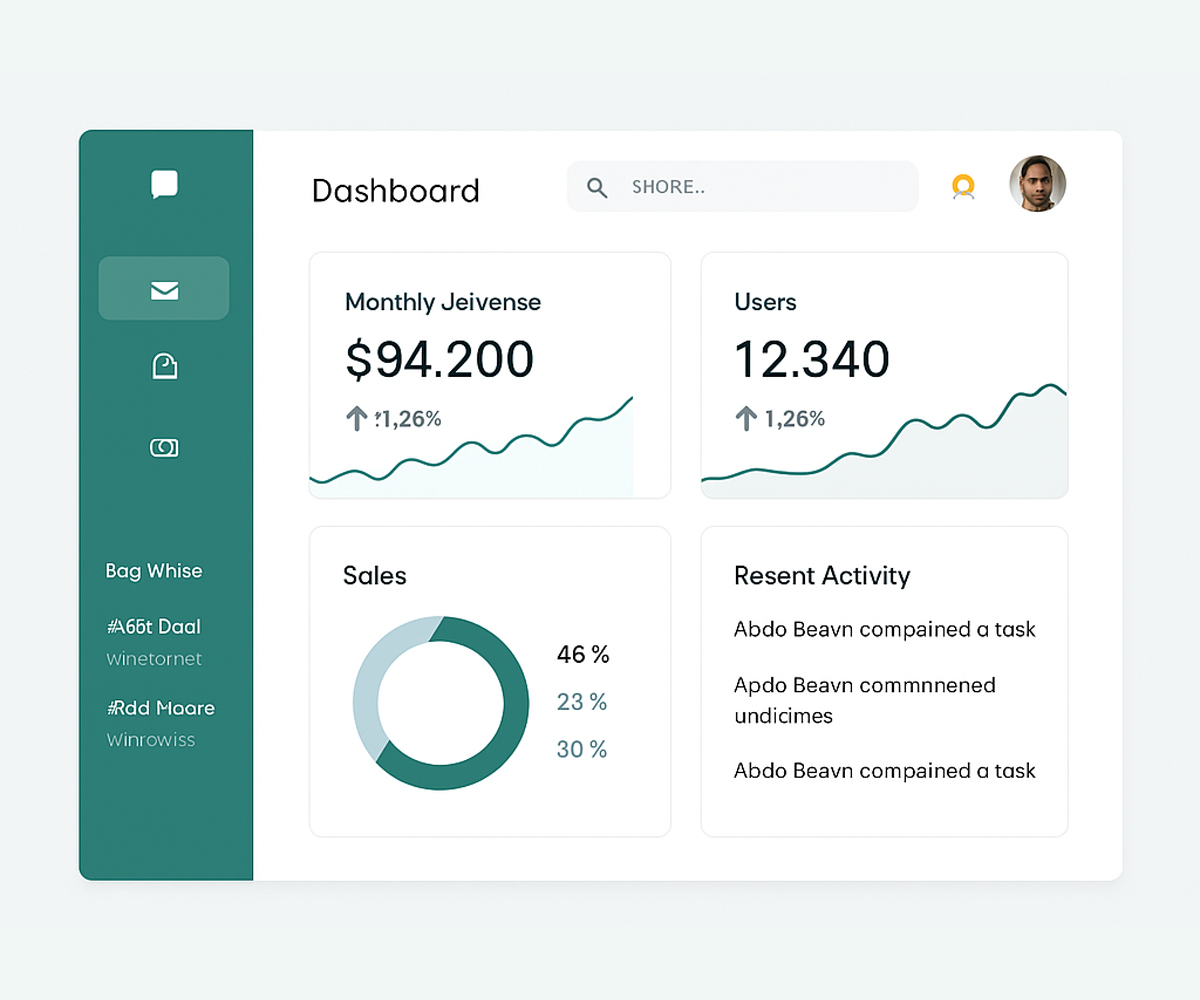 Dashboard
SHORE..
Monthly Jeivense
$94.200
1,26%
Users
12.340
1,26%
Bag Whise
#A66t Daal
Winetornet
#Rdd Maare
Winrowiss
Sales
46 %
23 %
30 %
Resent Activity
Abdo Beavn compained a task
Apdo Beavn commnnened
undicimes
Abdo Beavn compained a task